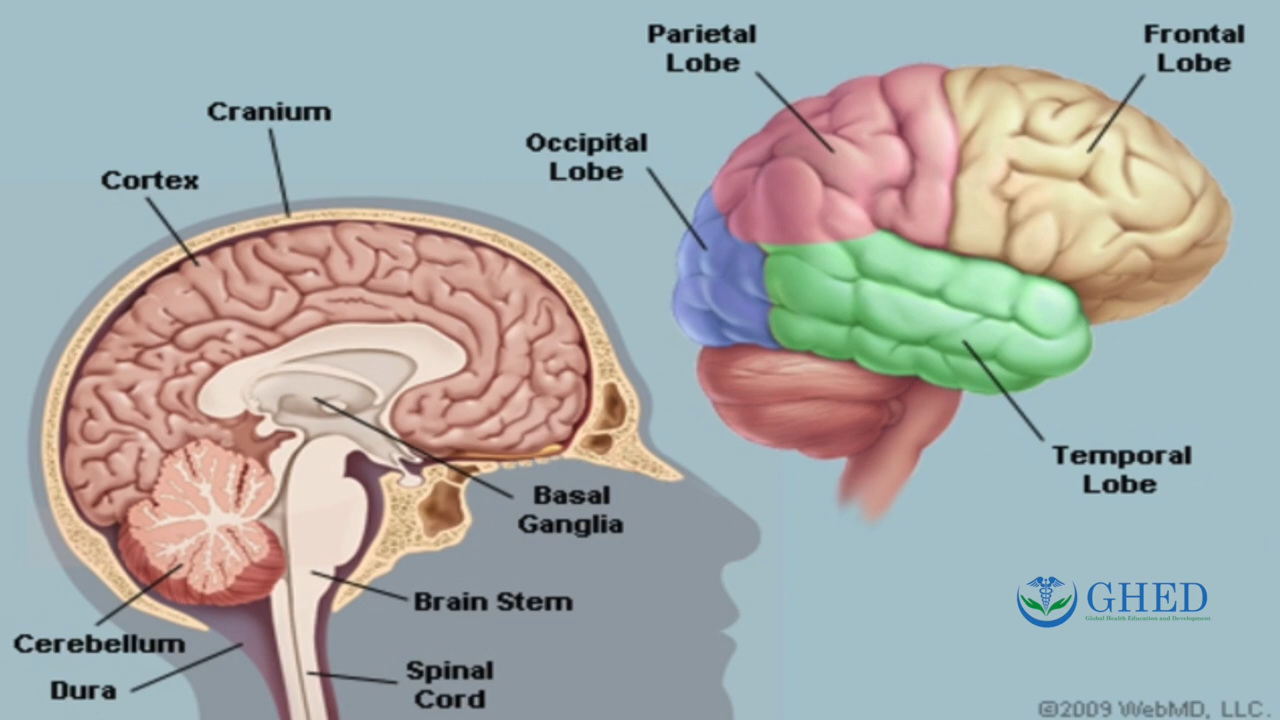 Parietal
Lobe
Frontal
Lobe
Cranium
Occipital
Lobe
Cortex
Temporal
Lobe
Basal
Ganglia
Brain Stem
GHED
Global Health Education and Development
Cerebellum
Spinal
Cord
Dura
©2009 WebMD, LLC.